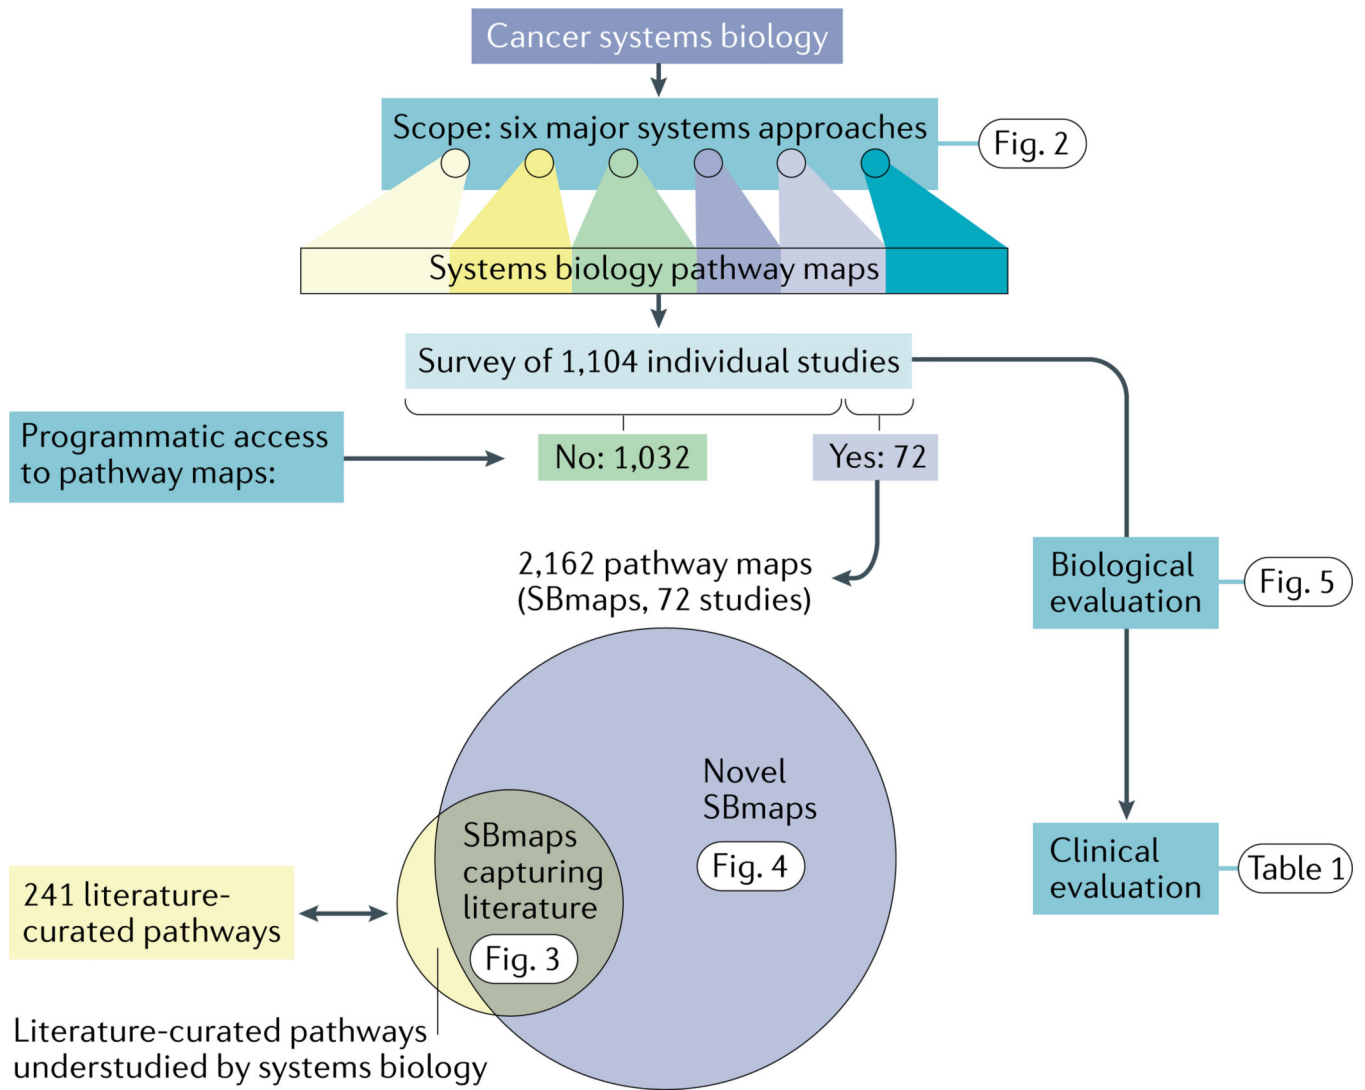 Cancer systems biology
Scope: six major systems approaches
Fig. 2
Systems biology pathway maps
Survey of 1,104 individual studies
Programmatic access
to pathway maps:
No: 1,032
Yes: 72
2,162 pathway maps
(SBmaps, 72 studies)
Biological
evaluation
Fig. 5
Novel
SBmaps
Fig. 4
SBmaps
capturing
literature
Fig. 3
Clinical
evaluation
Table 1
241 literature-
curated pathways
Literature-curated pathways
understudied by systems biology